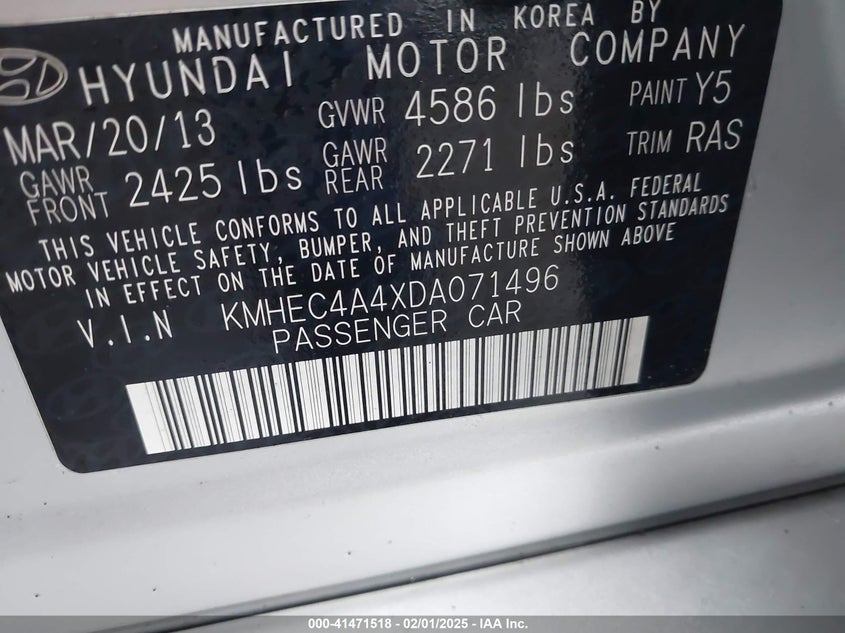 MANUFACTURED IN KOREA BY
HYUNDAI MOTOR COMPANY
MAR/20/13 GVWR 4586 lbs PAINT Y5
GAWR FRONT 2425 lbs GAWR REAR 2271 lbs TRIM RAS
THIS VEHICLE CONFORMS TO ALL APPLICABLE U.S.A. FEDERAL
MOTOR VEHICLE SAFETY, BUMPER, AND THEFT PREVENTION STANDARDS
IN EFFECT ON THE DATE OF MANUFACTURE SHOWN ABOVE
V.I.N KMHEC4A4XDA071496
PASSENGER CAR
000-41471518 - 02/01/2025 - IAA Inc.